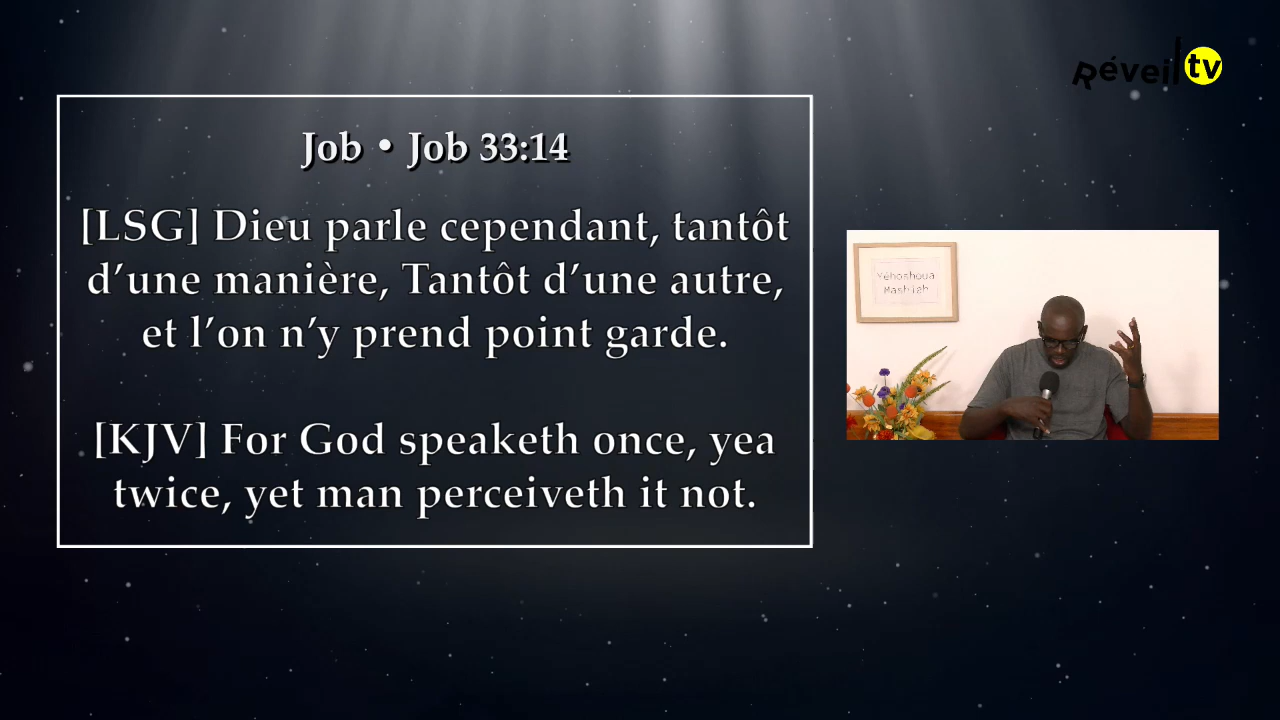 Réveil tv
Job • Job 33:14
[LSG] Dieu parle cependant, tantôt
d’une manière, Tantôt d’une autre,
et l’on n’y prend point garde.
[KJV] For God speaketh once, yea
twice, yet man perceiveth it not.
Yéhoshoua
Mashiah